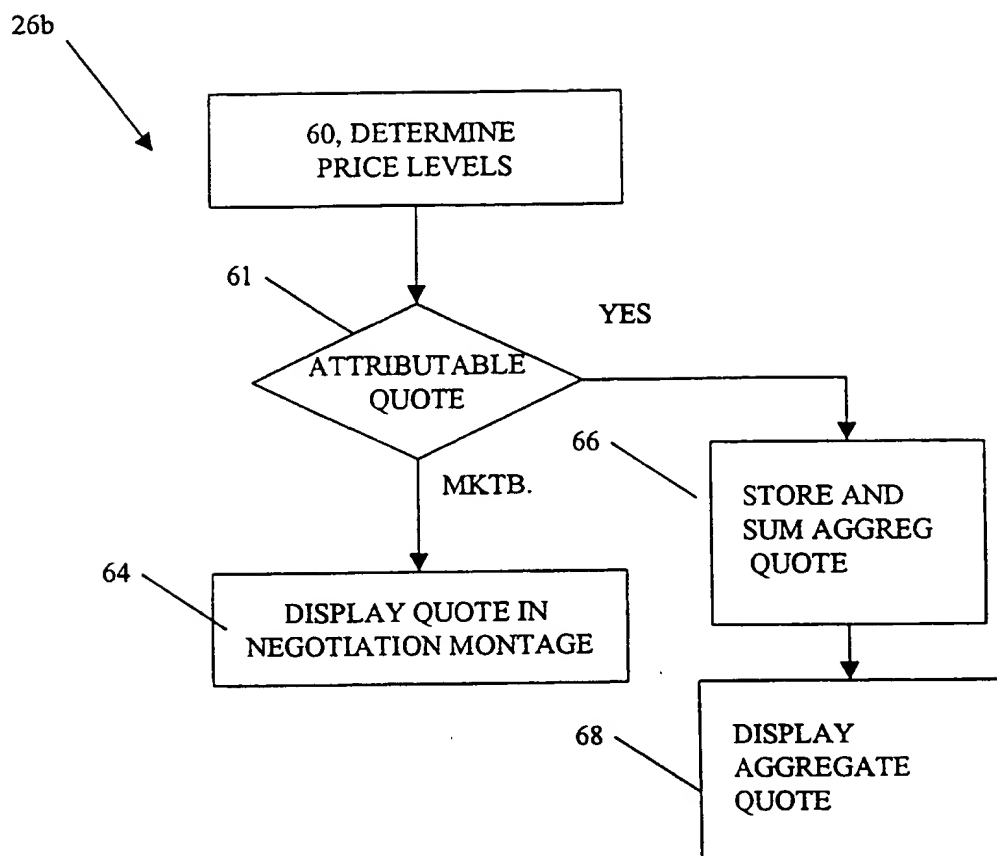 26b
60, DETERMINE
PRICE LEVELS
61
YES
ATTRIBUTABLE
QUOTE
66
MKTB.
STORE AND
SUM AGGREG
QUOTE
64
DISPLAY QUOTE IN
NEGOTIATION MONTAGE
68
DISPLAY
AGGREGATE
QUOTE